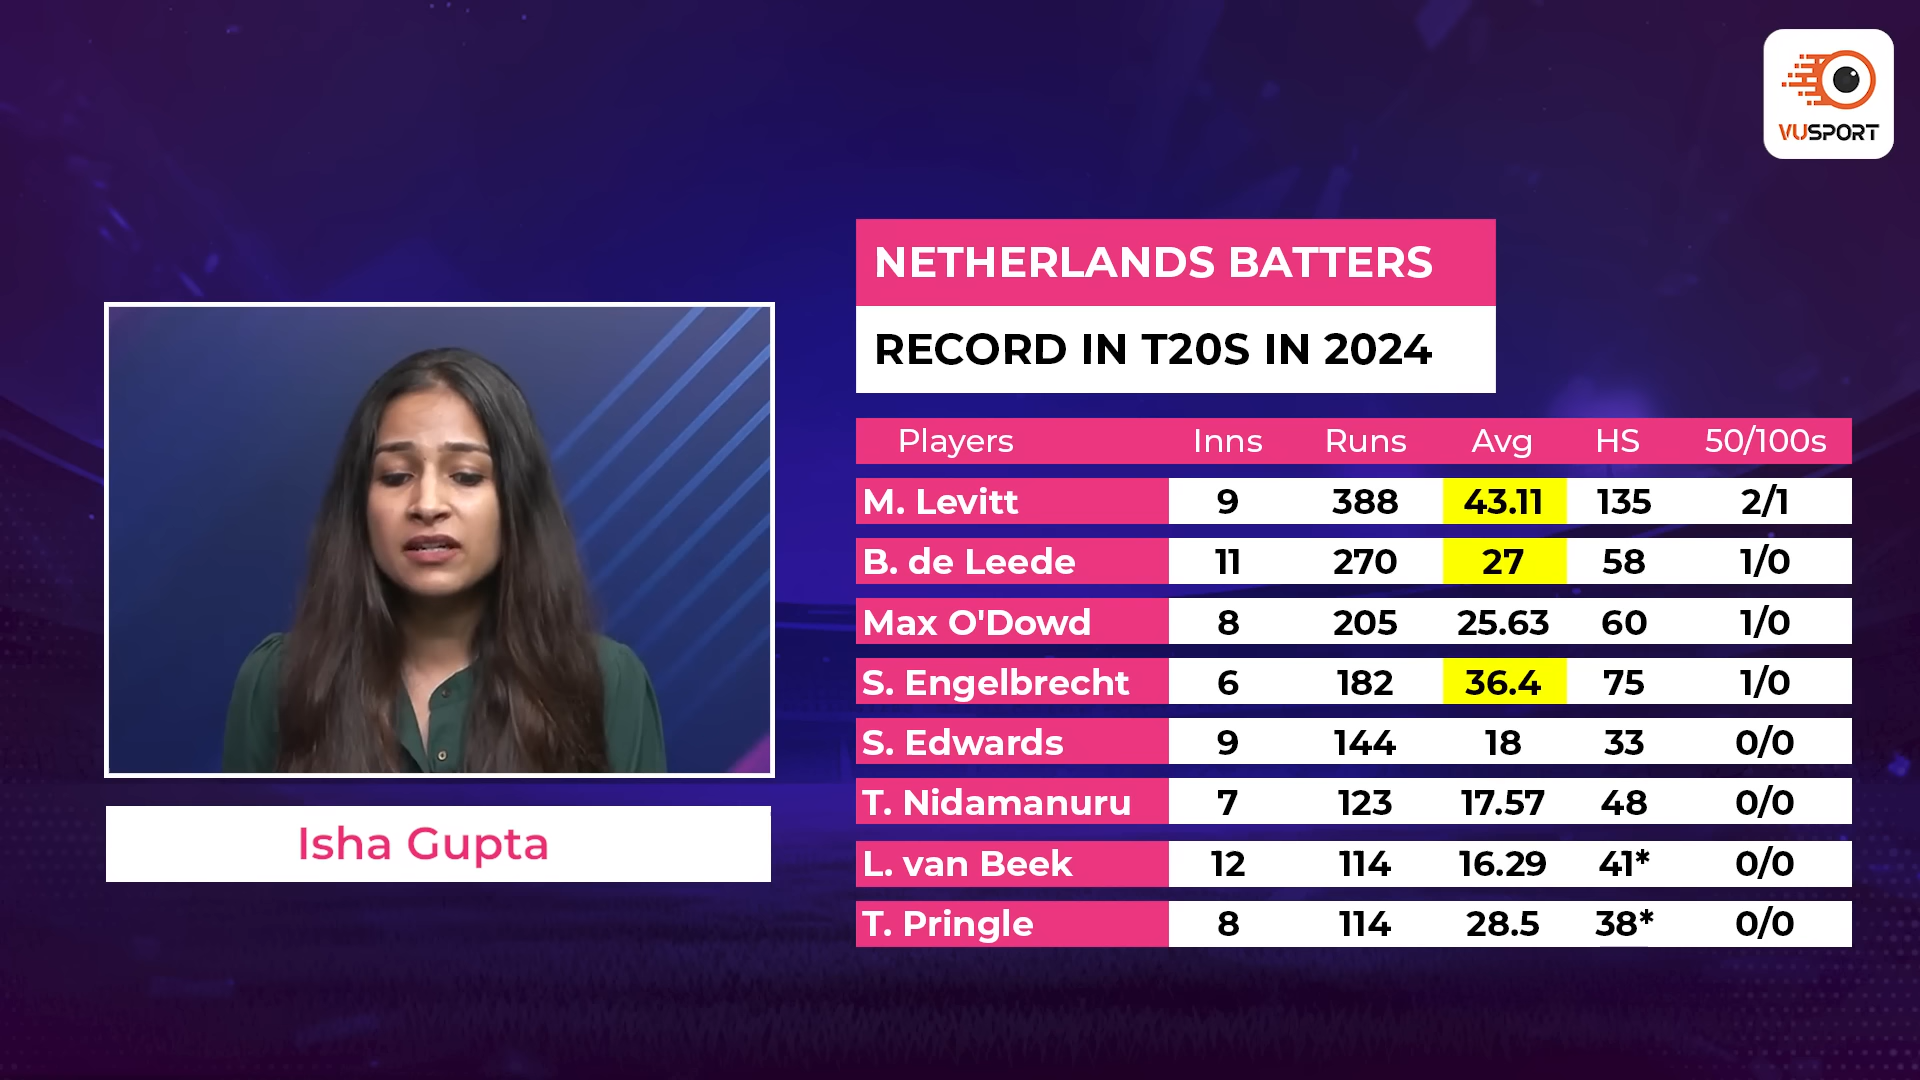 VUSPORT
NETHERLANDS BATTERS
RECORD IN T20S IN 2024
Players Inns Runs Avg HS 50/100s
M. Levitt 9 388 43.11 135 2/1
B. de Leede 11 270 27 58 1/0
Max O'Dowd 8 205 25.63 60 1/0
S. Engelbrecht 6 182 36.4 75 1/0
S. Edwards 9 144 18 33 0/0
T. Nidamanuru 7 123 17.57 48 0/0
L. van Beek 12 114 16.29 41* 0/0
T. Pringle 8 114 28.5 38* 0/0
Isha Gupta